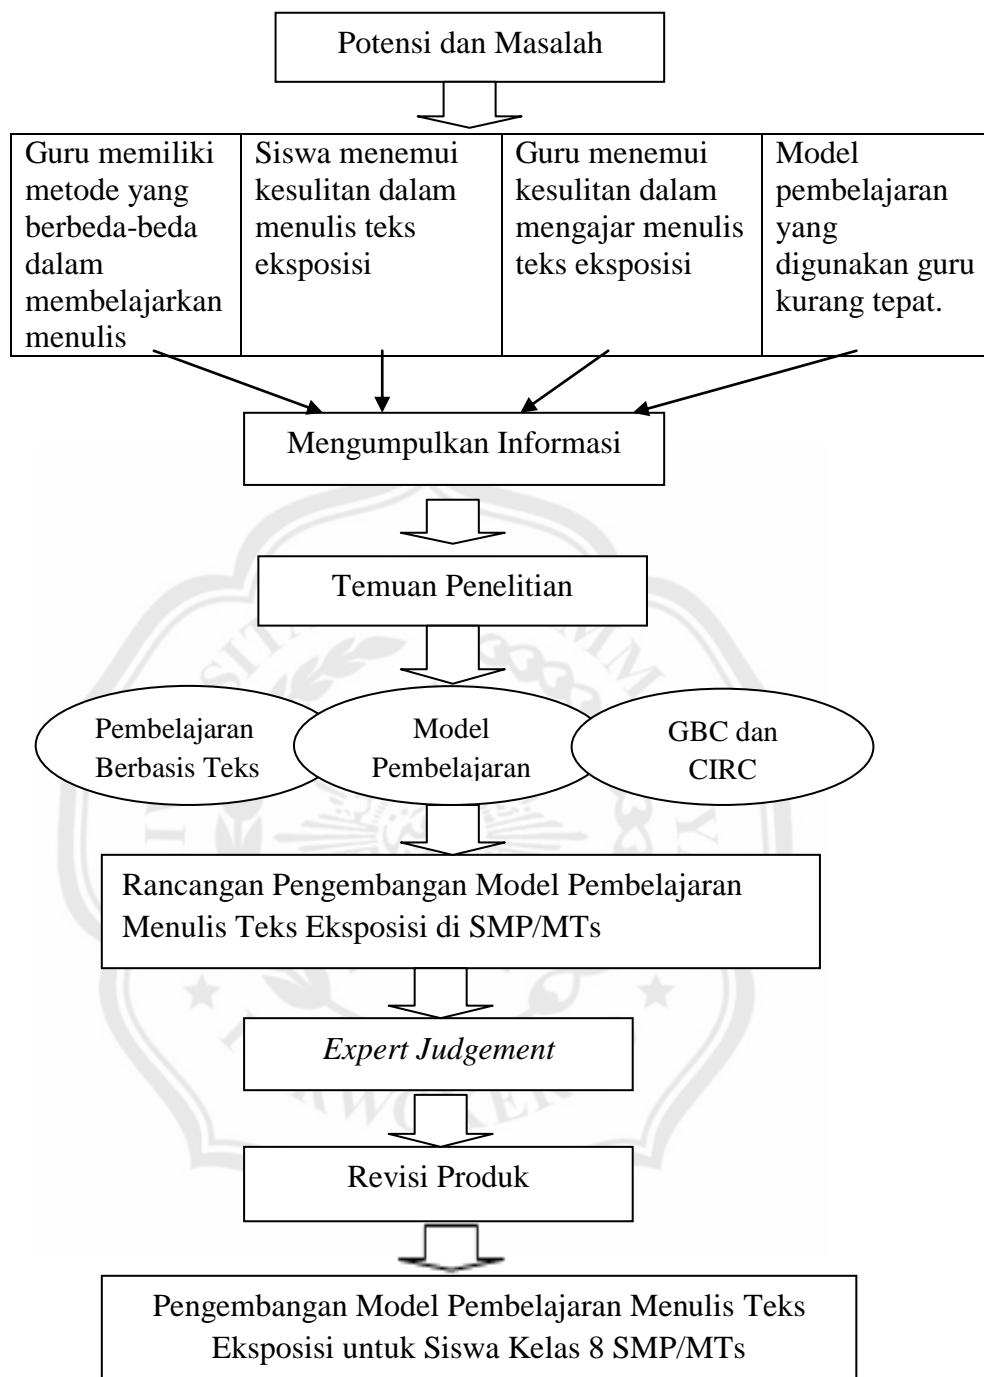 Potensi dan Masalah
Guru memiliki
metode yang
berbeda-beda
dalam
membelajarkan
menulis
Siswa menemui
kesulitan dalam
menulis teks
eksposisi
Guru menemui
kesulitan dalam
mengajar menulis
teks eksposisi
Model
pembelajaran
yang
digunakan guru
kurang tepat.
Mengumpulkan Informasi
Temuan Penelitian
Pembelajaran
Berbasis Teks
Model
Pembelajaran
GBC dan
CIRC
Rancangan Pengembangan Model Pembelajaran
Menulis Teks Eksposisi di SMP/MTs
Expert Judgement
Revisi Produk
Pengembangan Model Pembelajaran Menulis Teks
Eksposisi untuk Siswa Kelas 8 SMP/MTs